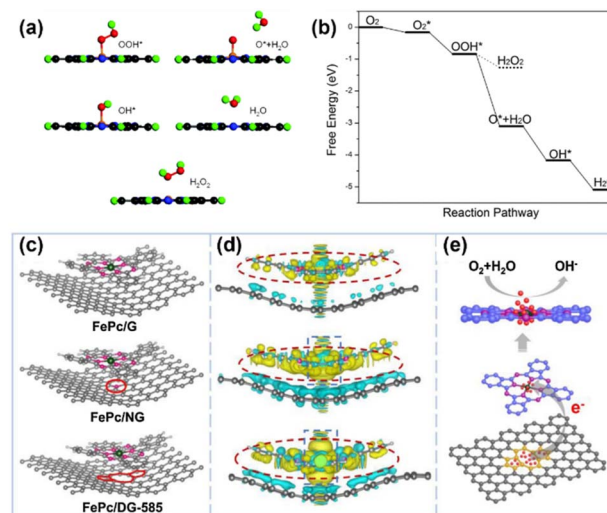 (a)
OOH*
O*+H₂O
OH*
H₂O
H₂O₂
(b)
Free Energy (eV)
0
-1
-2
-3
-4
-5
O₂
O₂*
OOH*
H₂O₂
O*+H₂O
OH*
H₂
Reaction Pathway
(c)
FePc/G
FePc/NG
FePc/DG-585
(d)
(e)
O₂+H₂O
OH⁻
e⁻